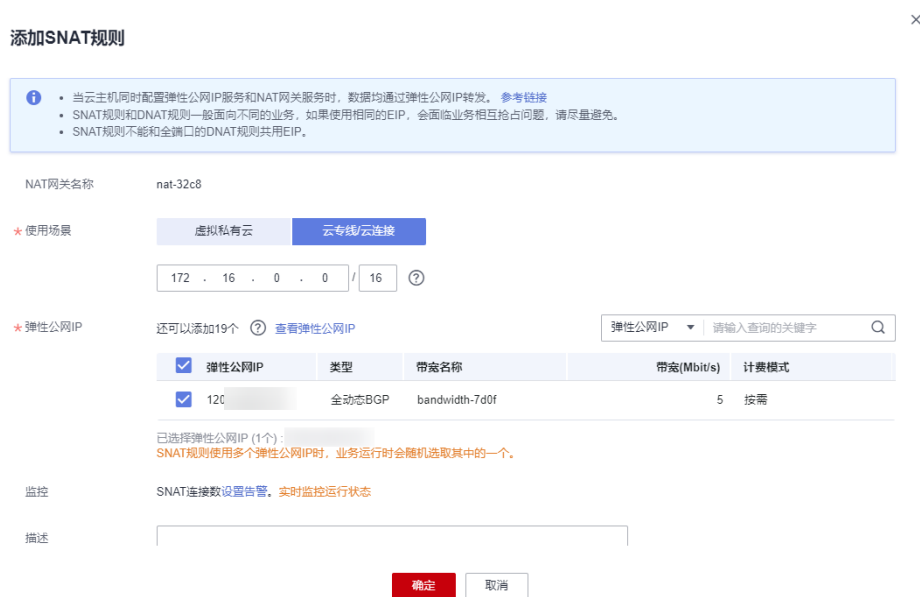 添加SNAT规则
当云主机同时配置弹性公网IP服务和NAT网关服务时，数据均通过弹性公网IP转发。 参考链接
SNAT规则和DNAT规则一般面向不同的业务，如果使用相同的EIP，会面临业务相互抢占问题，请尽量避免。
SNAT规则不能和全端口的DNAT规则共用EIP。
NAT网关名称 nat-32c8
* 使用场景 虚拟私有云 云专线/云连接
172 . 16 . 0 . 0 / 16 ?
* 弹性公网IP 还可以添加19个 ? 查看弹性公网IP 弹性公网IP 请输入查询的关键字
弹性公网IP 类型 带宽名称 带宽(Mbit/s) 计费模式
120 全动态BGP bandwidth-7d0f 5 按需
已选择弹性公网IP (1个) :
SNAT规则使用多个弹性公网IP时，业务运行时会随机选取其中的一个。
监控 SNAT连接数设置告警。实时监控运行状态
描述
确定 取消